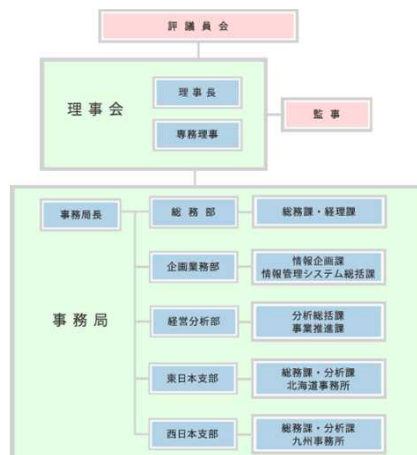 評議員会
理事会
理事長
専務理事
監事
事務局
事務局長
総務部
総務課・経理課
企画業務部
情報企画課
情報管理システム総括課
経営分析部
分析総括課
事業推進課
東日本支部
総務課・分析課
北海道事務所
西日本支部
総務課・分析課
九州事務所